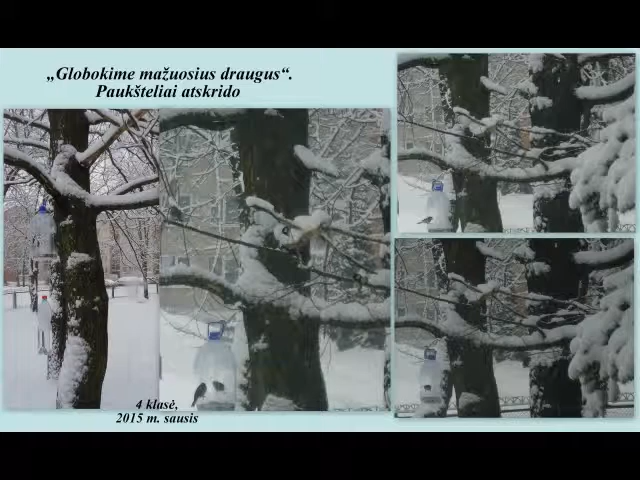 „Globokime mažuosius draugus“.
Paukšteliai atskrido
4 klasė,
2015 m. sausis